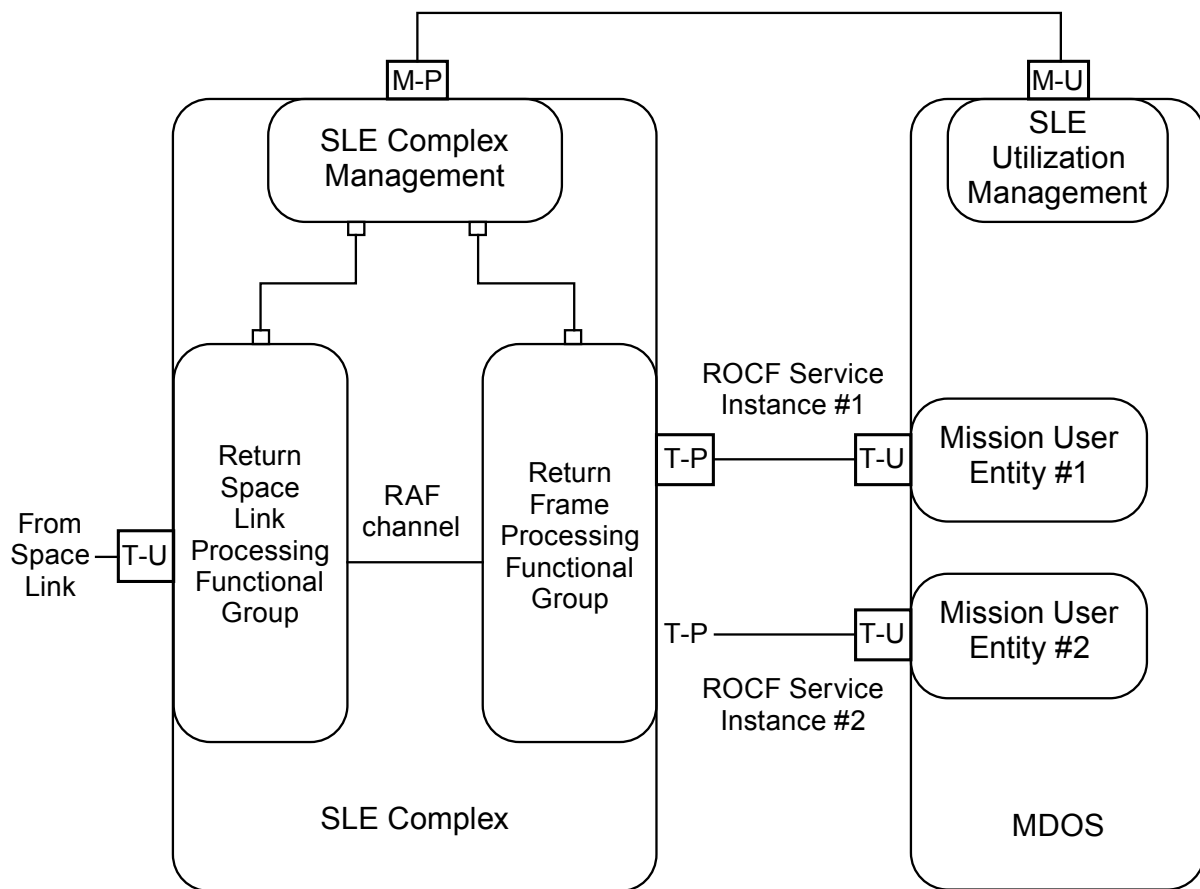 M-P
M-U
SLE Complex
Management
SLE
Utilization
Management
ROCF Service
Instance #1
T-P
T-U
Mission User
Entity #1
Return
Space
Link
Processing
Functional
Group
RAF
channel
Return
Frame
Processing
Functional
Group
From
Space
Link
T-U
T-P
T-U
Mission User
Entity #2
ROCF Service
Instance #2
SLE Complex
MDOS